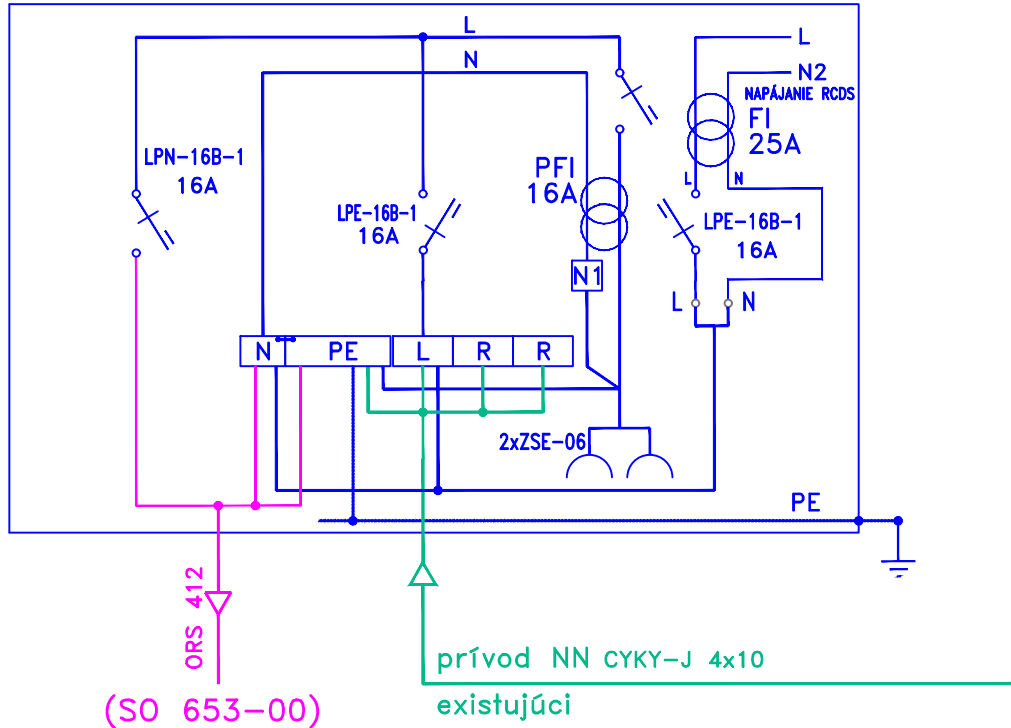 L
N
L
N2
NAPÁJANIE RCDS
FI
25A
LPN-16B-1
16A
PFI
16A
L
N
LPE-16B-1
16A
LPE-16B-1
16A
N1
L
N
N
PE
L
R
R
2xZSE-06
PE
ORS 412
prívod NN CYKY-J 4x10
existujúci
(SO 653-00)